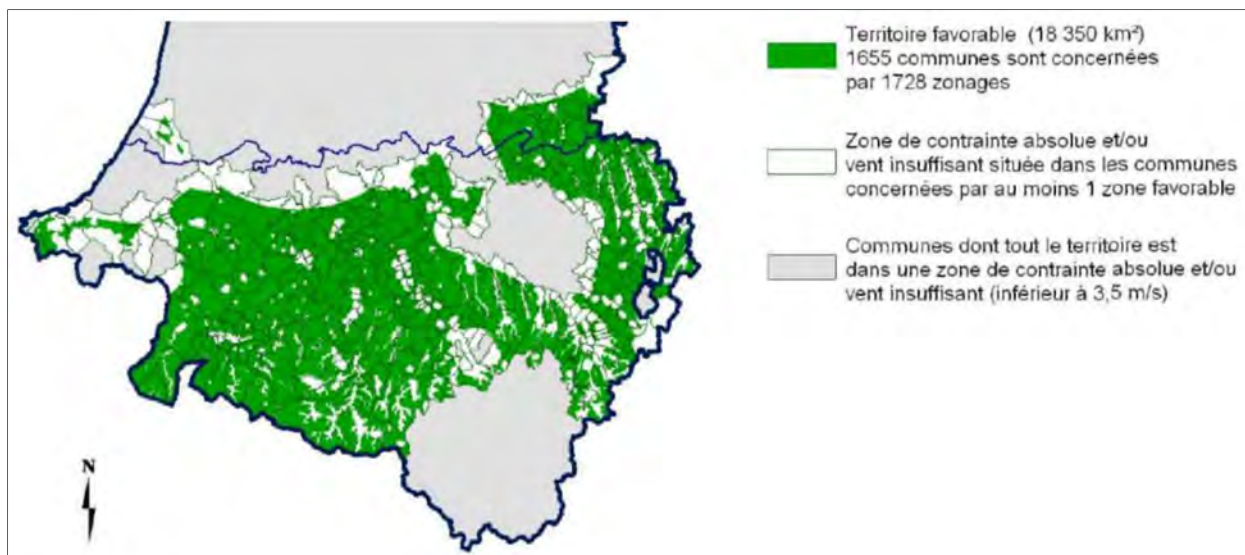 Territoire favorable (18 350 km²)
1655 communes sont concernées
par 1728 zonages
Zone de contrainte absolue et/ou
vent insuffisant située dans les communes
concernées par au moins 1 zone favorable
Communes dont tout le territoire est
dans une zone de contrainte absolue et/ou
vent insuffisant (inférieur à 3,5 m/s)
N